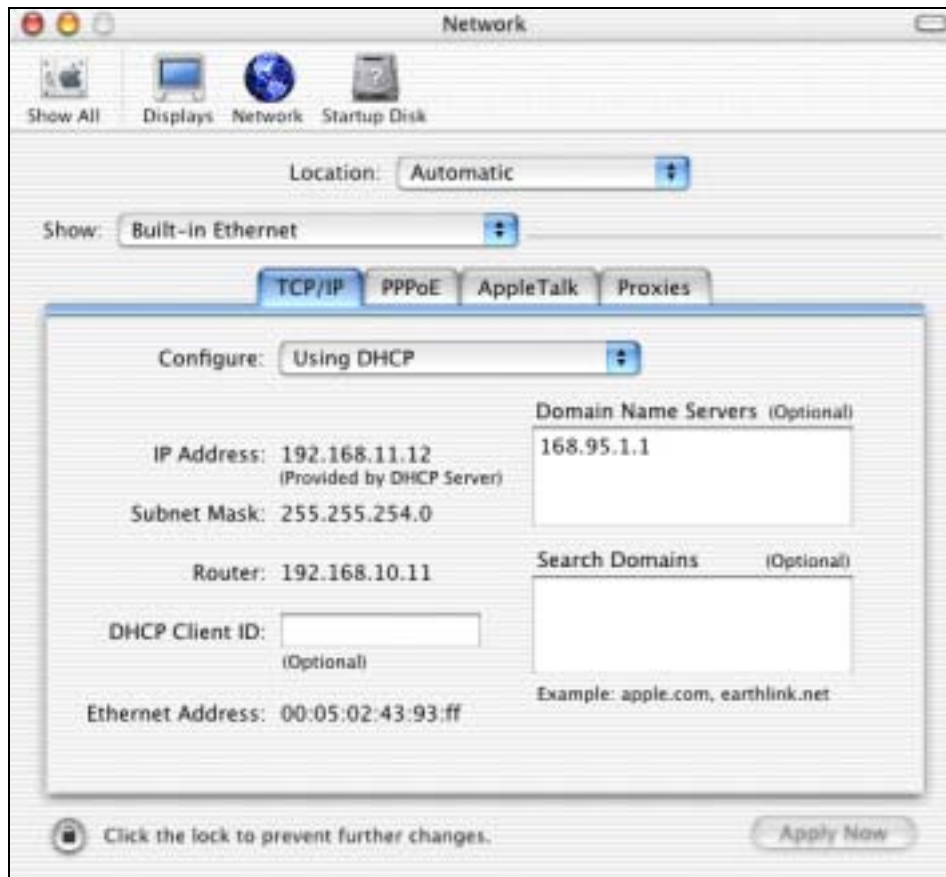 Network
Show All Displays Network Startup Disk
Location: Automatic
Show: Built-in Ethernet
TCP/IP PPPoE AppleTalk Proxies
Configure: Using DHCP
Domain Name Servers (Optional)
168.95.1.1
IP Address: 192.168.11.12
(Provided by DHCP Server)
Subnet Mask: 255.255.254.0
Router: 192.168.10.11
Search Domains (Optional)
DHCP Client ID:
(Optional)
Example: apple.com, earthlink.net
Ethernet Address: 00:05:02:43:93:ff
Click the lock to prevent further changes.
Apply Now